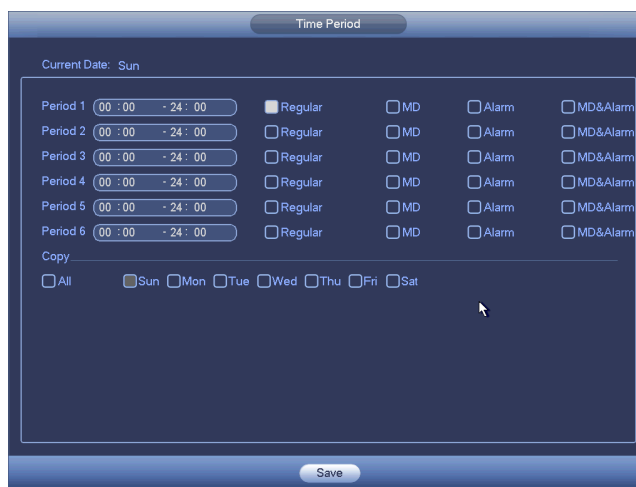 Time Period
Current Date: Sun
Period 1 00 :00 - 24: 00 Regular MD Alarm MD&Alarm
Period 2 00 :00 - 24: 00 Regular MD Alarm MD&Alarm
Period 3 00 :00 - 24: 00 Regular MD Alarm MD&Alarm
Period 4 00 :00 - 24: 00 Regular MD Alarm MD&Alarm
Period 5 00 :00 - 24: 00 Regular MD Alarm MD&Alarm
Period 6 00 :00 - 24: 00 Regular MD Alarm MD&Alarm
Copy
All Sun Mon Tue Wed Thu Fri Sat
Save